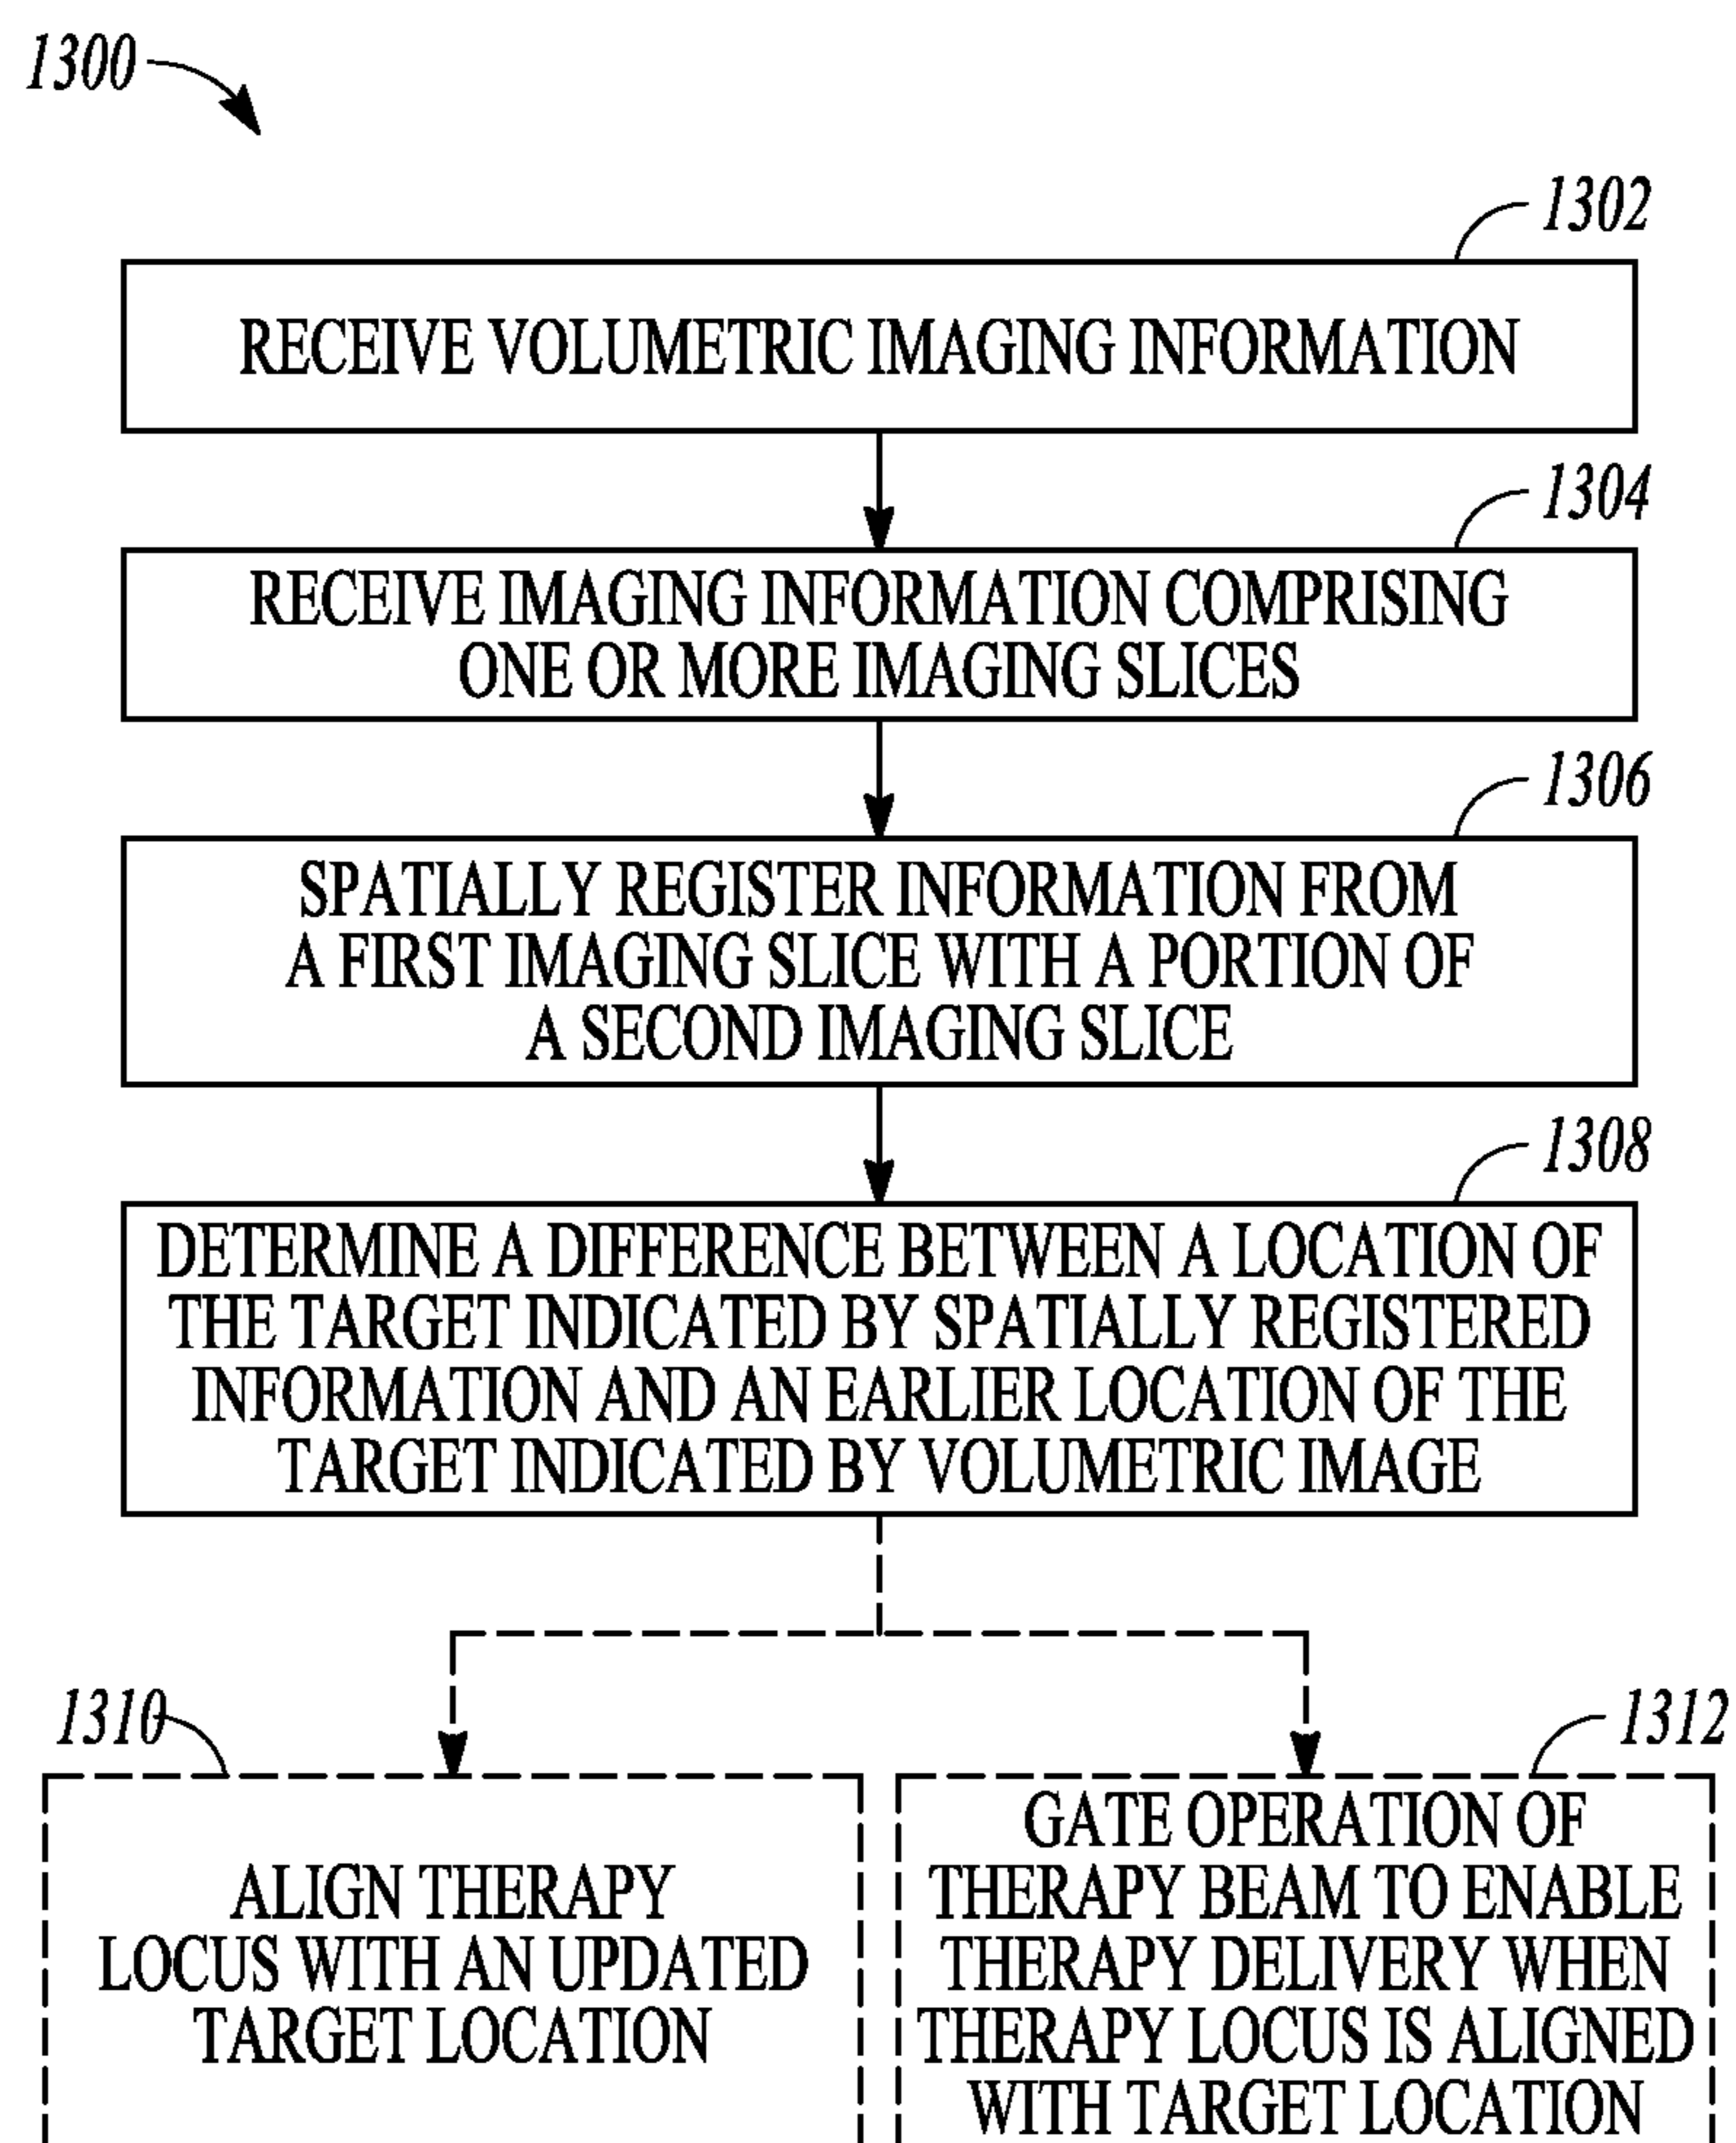 1300
1302
RECEIVE VOLUMETRIC IMAGING INFORMATION
1304
RECEIVE IMAGING INFORMATION COMPRISING
ONE OR MORE IMAGING SLICES
1306
SPATIALLY REGISTER INFORMATION FROM
A FIRST IMAGING SLICE WITH A PORTION OF
A SECOND IMAGING SLICE
1308
DETERMINE A DIFFERENCE BETWEEN A LOCATION OF
THE TARGET INDICATED BY SPATIALLY REGISTERED
INFORMATION AND AN EARLIER LOCATION OF THE
TARGET INDICATED BY VOLUMETRIC IMAGE
1310
ALIGN THERAPY
LOCUS WITH AN UPDATED
TARGET LOCATION
1312
GATE OPERATION OF
THERAPY BEAM TO ENABLE
THERAPY DELIVERY WHEN
THERAPY LOCUS IS ALIGNED
WITH TARGET LOCATION